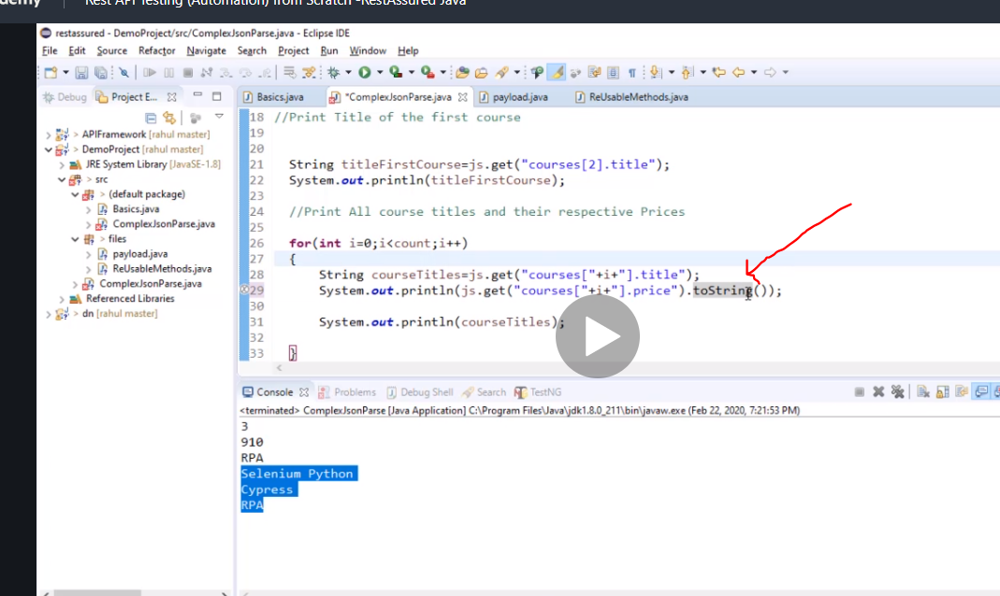 Rest API Testing (Automation) from Scratch -RestAssured Java
restassured - DemoProject/src/ComplexJsonParse.java - Eclipse IDE
File Edit Source Refactor Navigate Search Project Run Window Help
Debug Project E...
Basics.java *ComplexJsonParse.java payload.java ReUsableMethods.java
> APIFramework [rahul master]
> DemoProject [rahul master]
JRE System Library [JavaSE-1.8]
> src
> (default package)
Basics.java
ComplexJsonParse.java
> files
payload.java
ReUsableMethods.java
> ComplexJsonParse.java
Referenced Libraries
> dn [rahul master]
18 //Print Title of the first course
19
20
21 String titleFirstCourse=js.get("courses[2].title");
22 System.out.println(titleFirstCourse);
23
24 //Print All course titles and their respective Prices
25
26 for(int i=0;i<count;i++)
27 {
28 String courseTitles=js.get("courses["+i+"].title");
29 System.out.println(js.get("courses["+i+"].price").toString());
30
31 System.out.println(courseTitles);
32
33 }
Console Problems Debug Shell Search TestNG
<terminated> ComplexJsonParse [Java Application] C:\Program Files\Java\jdk1.8.0_211\bin\javaw.exe (Feb 22, 2020, 7:21:53 PM)
3
910
RPA
Selenium Python
Cypress
RPA